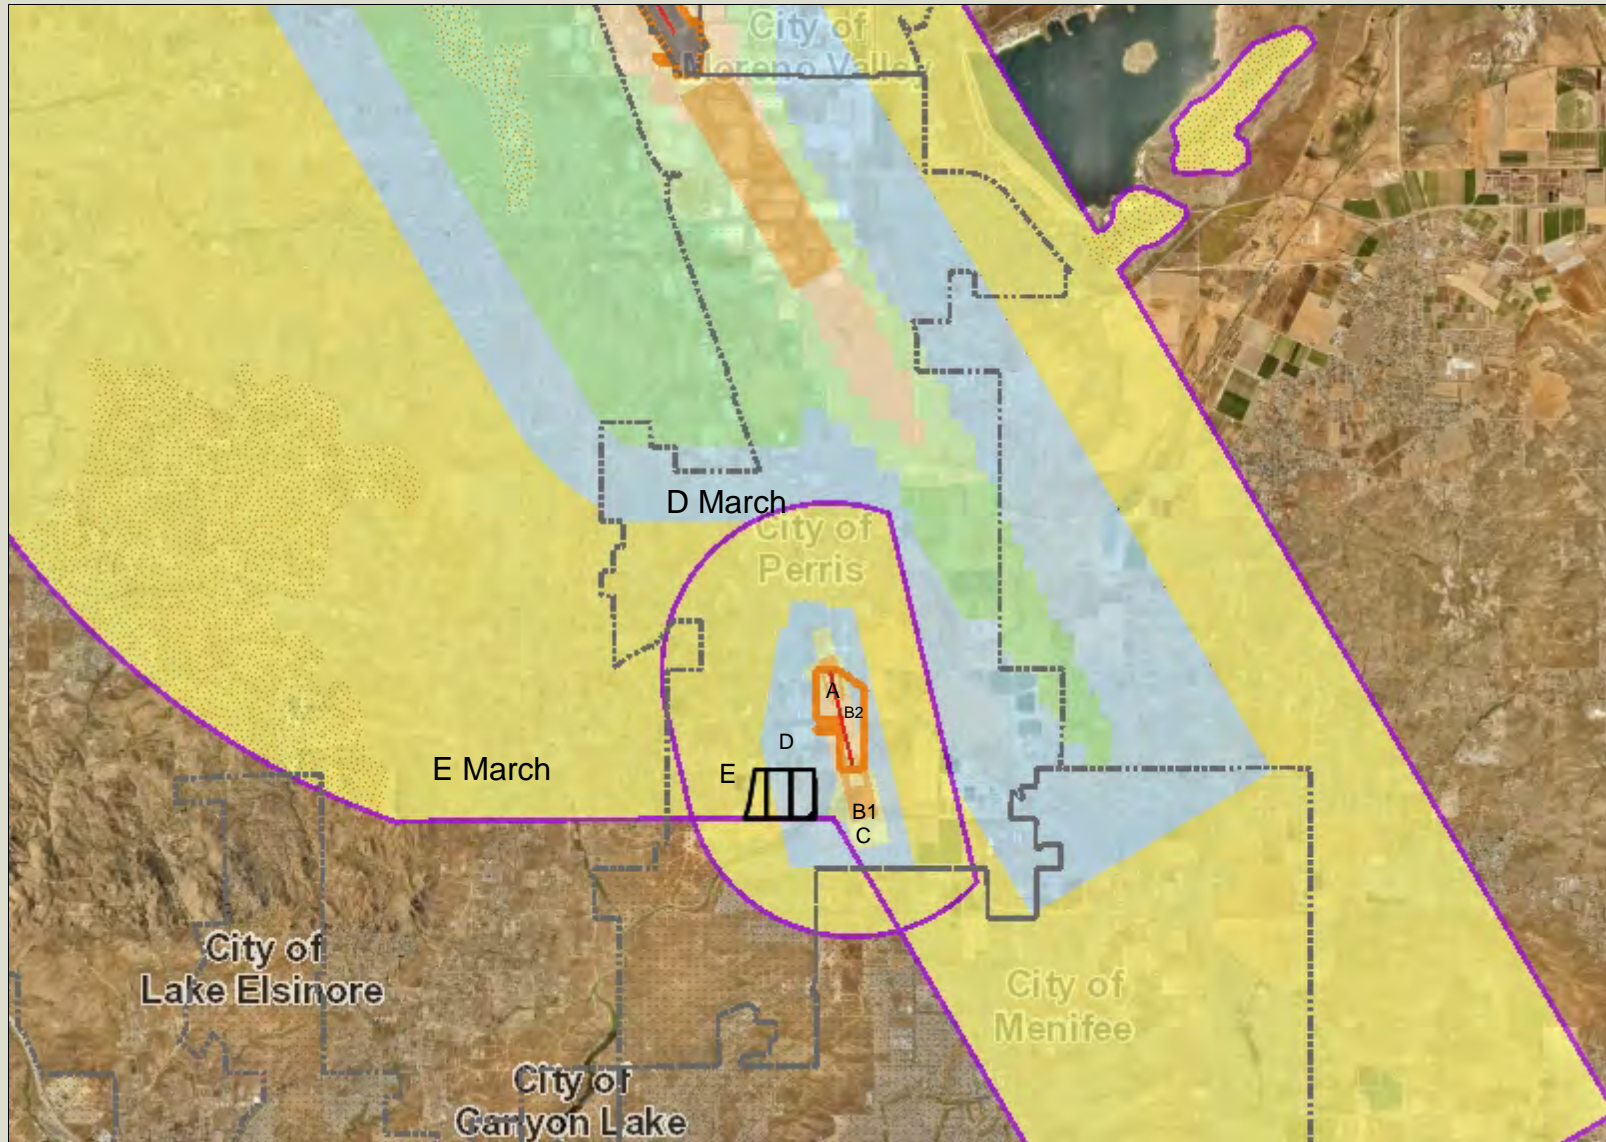 City of
Moreno Valley
D March
City of
Perris
A
B2
D
E March
E
B1
C
City of
Lake Elsinore
City of
Menifee
City of
Canyon Lake